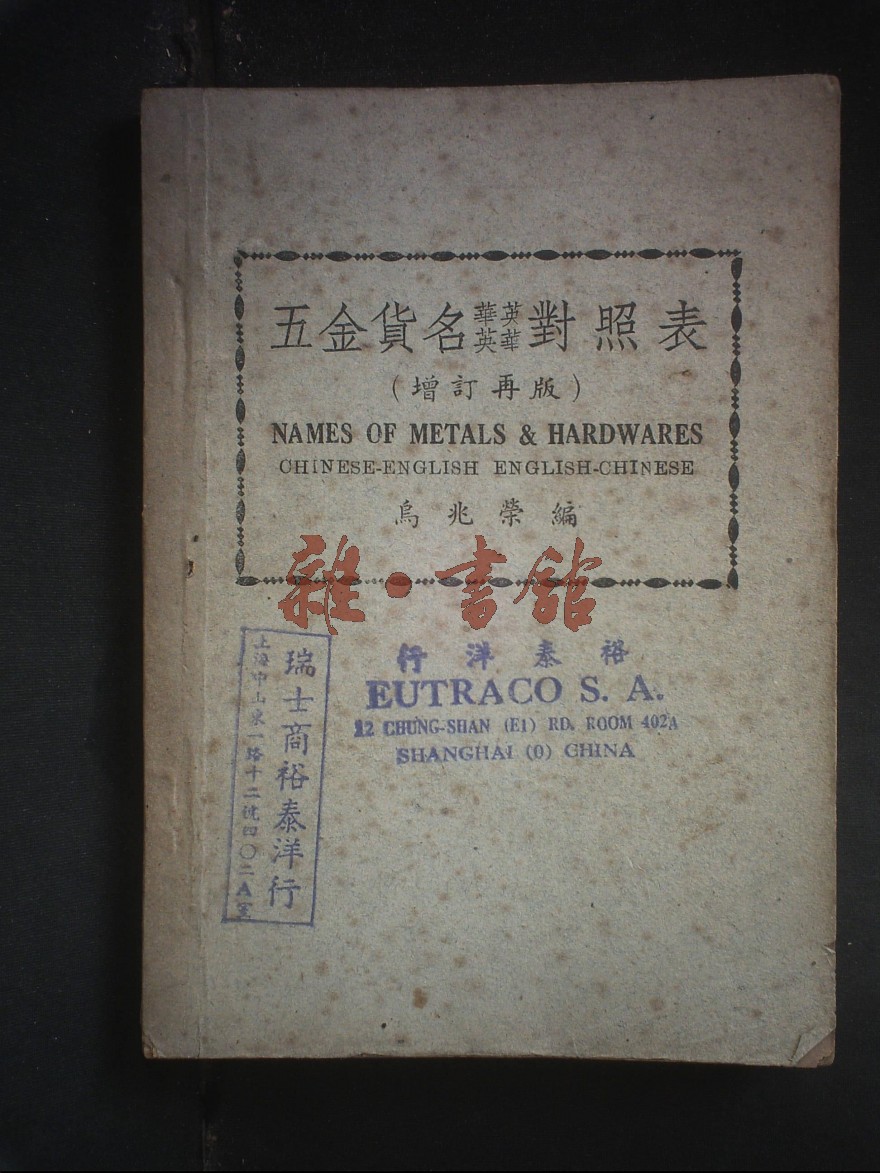 五金貨名華英英華對照表
(增訂再版)
NAMES OF METALS & HARDWARES
CHINESE-ENGLISH ENGLISH-CHINESE
烏兆榮編
雜·書館
行洋泰裕
EUTRACO S. A.
12 CHUNG-SHAN (E1) RD. ROOM 402A
SHANGHAI (0) CHINA
瑞士商裕泰洋行
上海中山東一路十二號四〇二A室